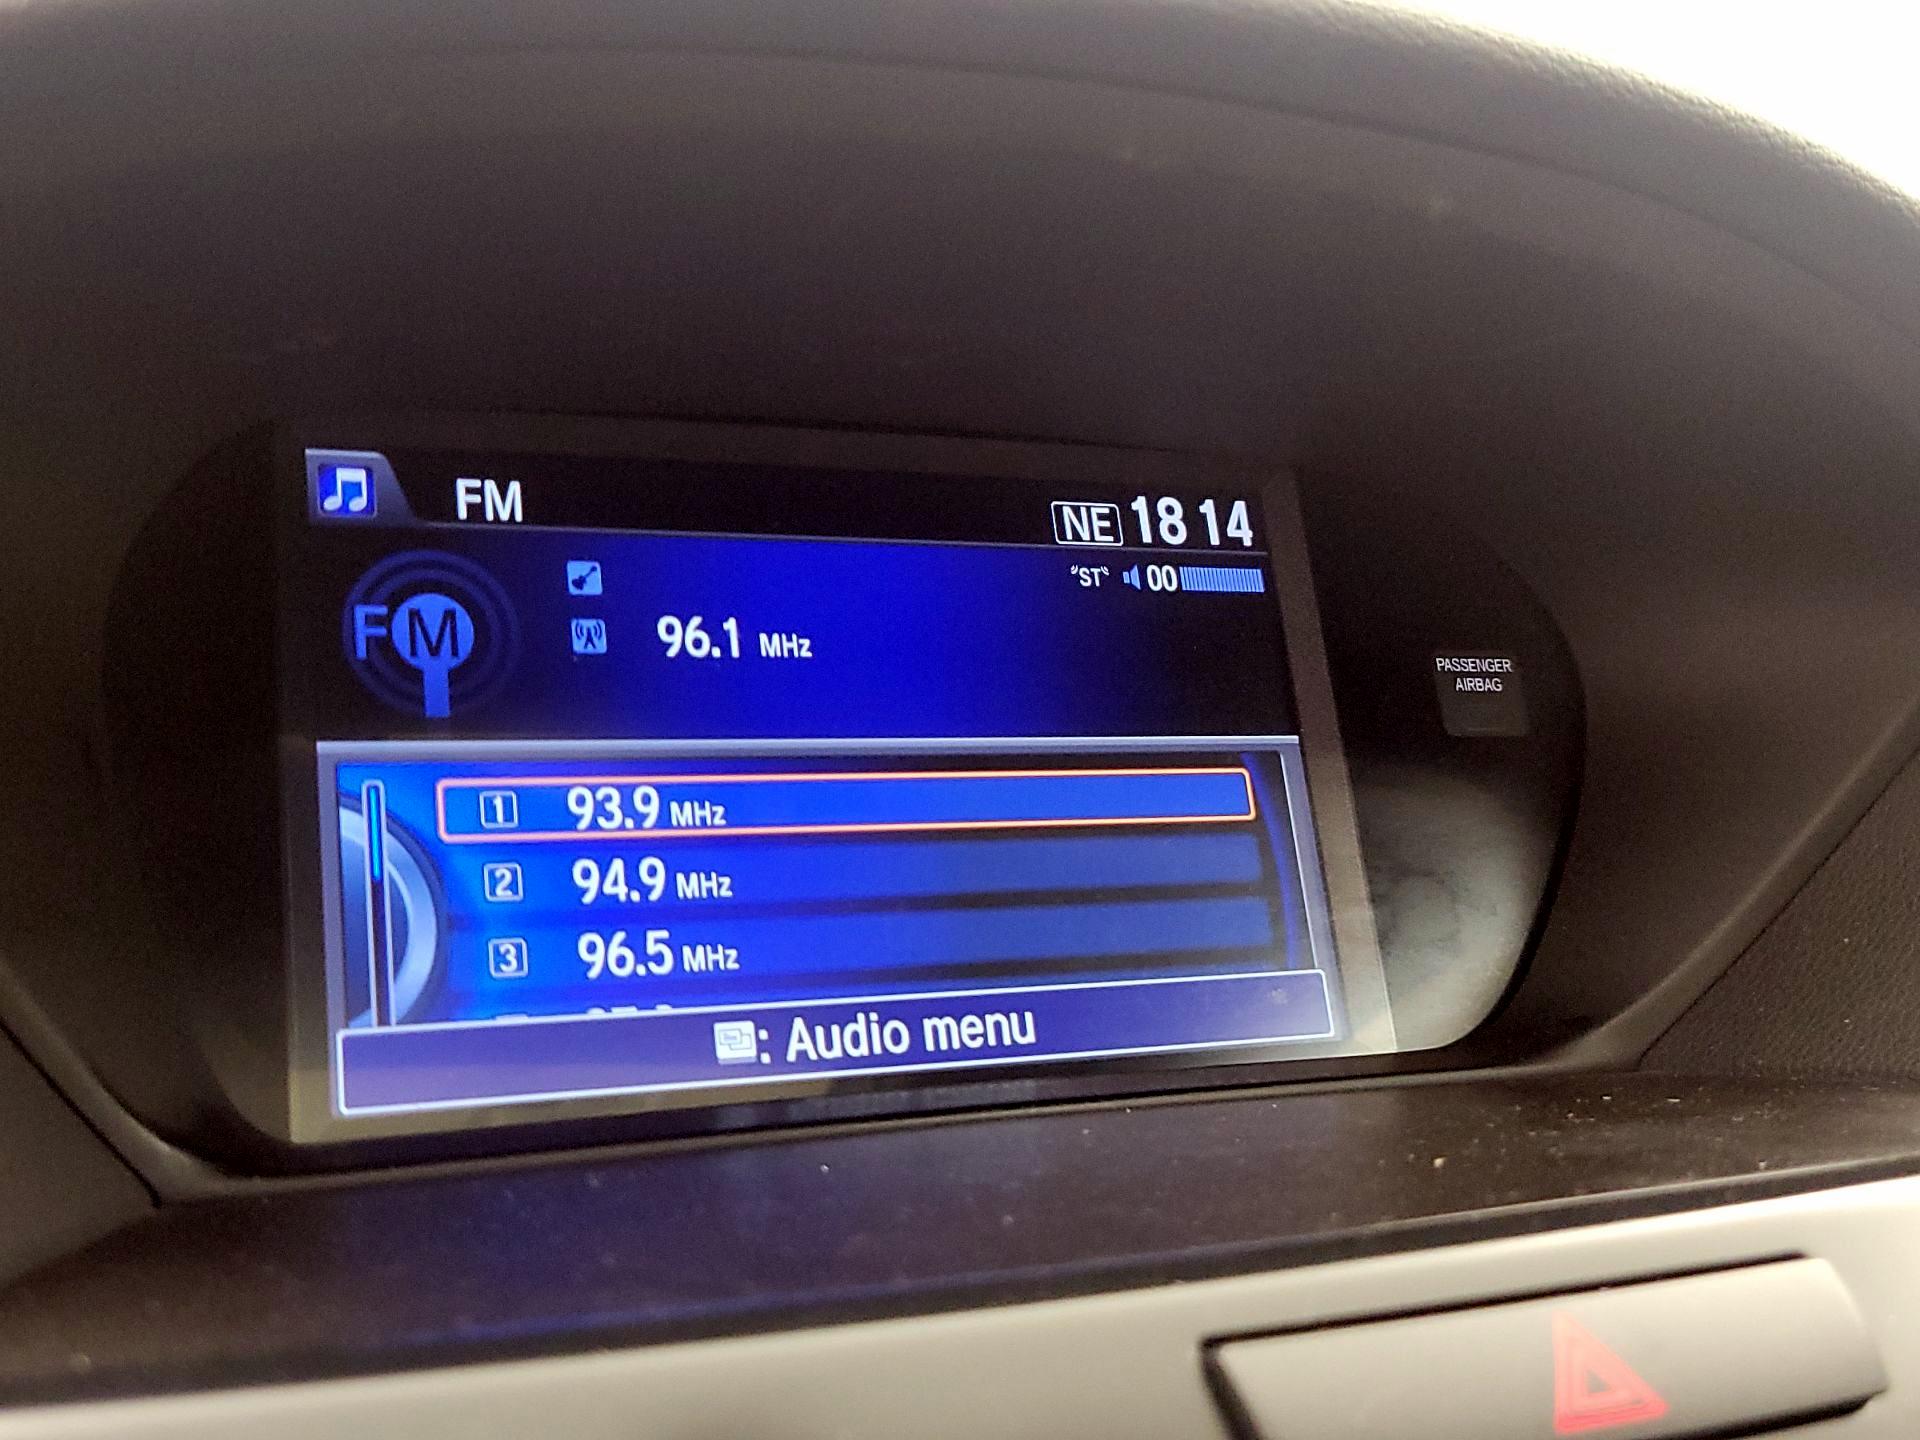 FM
NE 18 14
ST 00
FM
96.1 MHz
PASSENGER
AIRBAG
1 93.9 MHz
2 94.9 MHz
3 96.5 MHz
: Audio menu